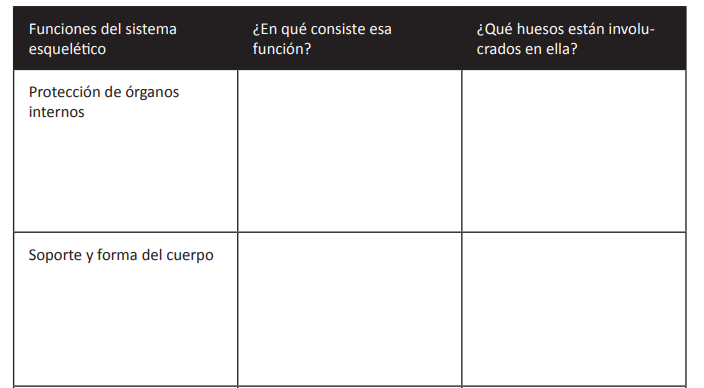 Funciones del sistema
esquelético
¿En qué consiste esa
función?
¿Qué huesos están involu-
crados en ella?
Protección de órganos
internos
Soporte y forma del cuerpo